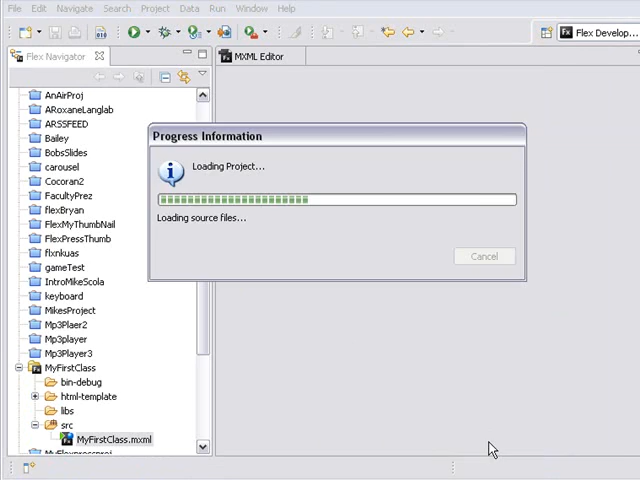 File Edit Navigate Search Project Data Run Window Help
Fx Flex Develop...
Flex Navigator
MXML Editor
AnAirProj
ARoxaneLanglab
ARSSFEED
Bailey
BobsSlides
carousel
Cocoran2
FacultyPrez
flexBryan
FlexMyThumbNail
FlexPressThumb
flxnkuas
gameTest
IntroMikeScola
keyboard
MikesProject
Mp3Plaer2
Mp3player
Mp3Player3
MyFirstClass
bin-debug
html-template
libs
src
MyFirstClass.mxml
Progress Information
Loading Project...
Loading source files...
Cancel